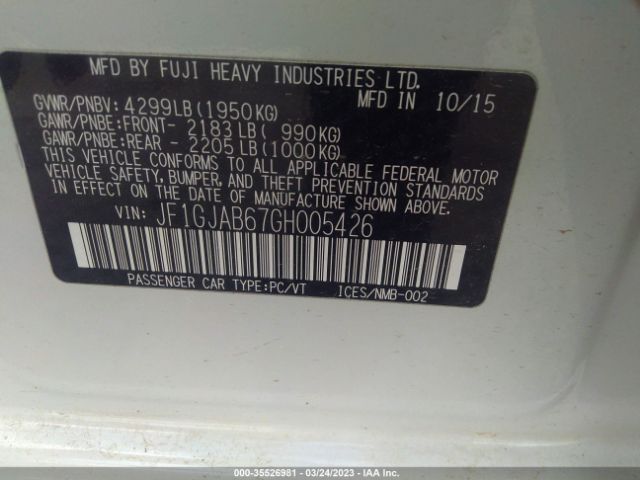 MFD BY FUJI HEAVY INDUSTRIES LTD.
GVWR/PNBV: 4299LB(1950KG) MFD IN 10/15
GAWR/PNBE:FRONT- 2183LB( 990KG)
GAWR/PNBE:REAR - 2205LB(1000KG)
THIS VEHICLE CONFORMS TO ALL APPLICABLE FEDERAL MOTOR
VEHICLE SAFETY, BUMPER, AND THEFT PREVENTION STANDARDS
IN EFFECT ON THE DATE OF MANUFACTURE SHOWN ABOVE.
VIN: JF1GJAB67GH005426
PASSENGER CAR TYPE:PC/VT ICES/NMB-002
000-35526981 - 03/24/2023 - IAA Inc.